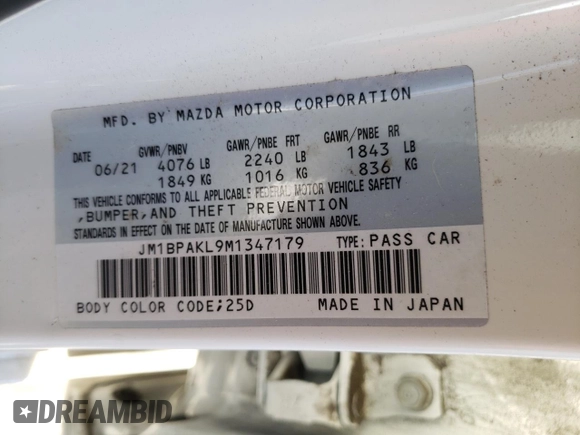 MFD. BY MAZDA MOTOR CORPORATION
DATE GVWR/PNBV GAWR/PNBE FRT GAWR/PNBE RR
06/21 4076 LB 2240 LB 1843 LB
1849 KG 1016 KG 836 KG
THIS VEHICLE CONFORMS TO ALL APPLICABLE FEDERAL MOTOR VEHICLE SAFETY
,BUMPER,AND THEFT PREVENTION
STANDARDS IN EFFECT ON THE DATE OF MANUFACTURE SHOWN ABOVE.
JM1BPAKL9M1347179 TYPE: PASS CAR
BODY COLOR CODE;25D MADE IN JAPAN
DREAMBID